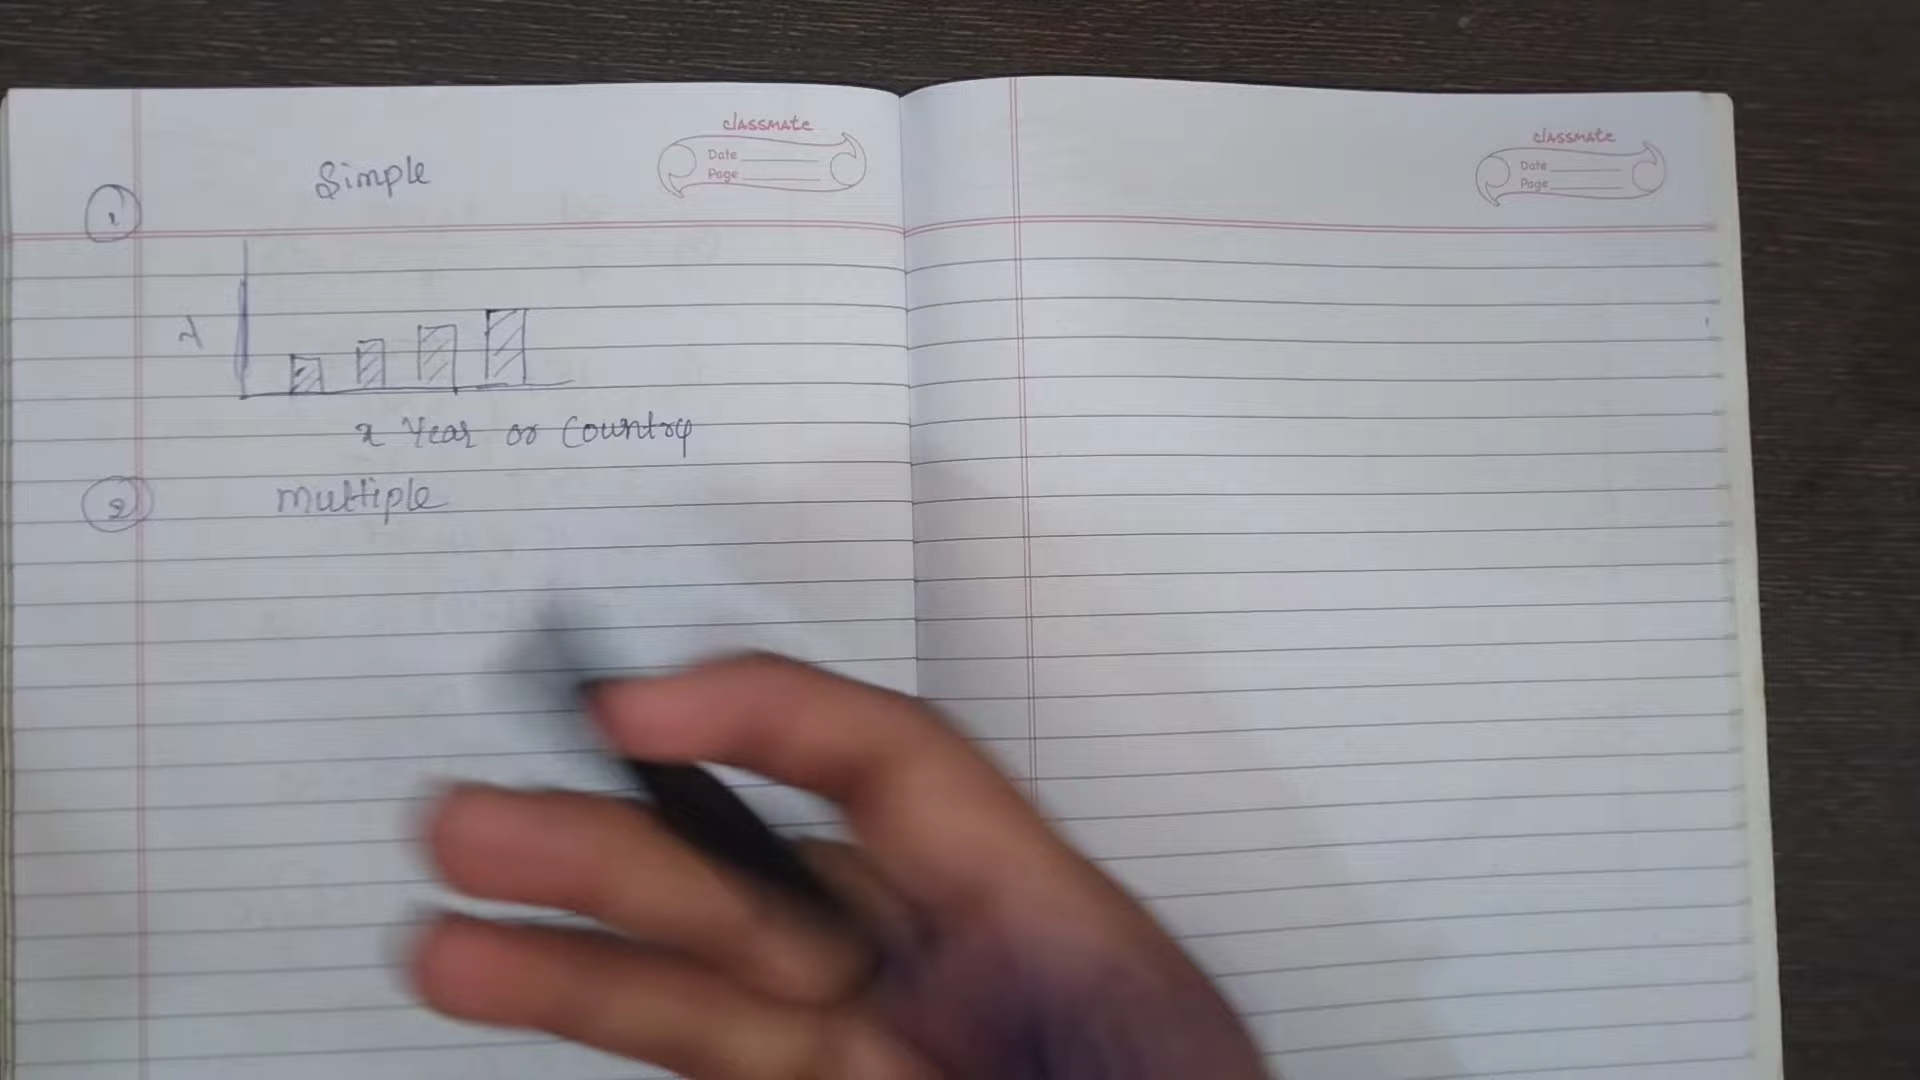 classmate
Date
Page
classmate
Date
Page
1 Simple
x Year or Country
2 multiple